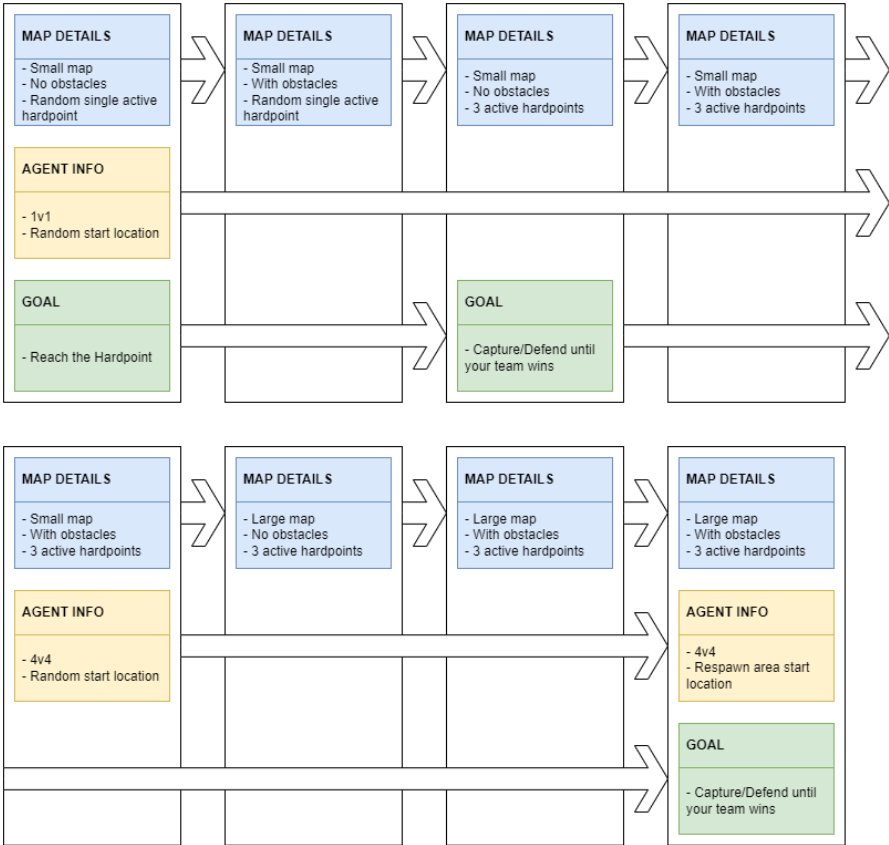 MAP DETAILS
- Small map
- No obstacles
- Random single active
hardpoint
AGENT INFO
- 1v1
- Random start location
GOAL
- Reach the Hardpoint
MAP DETAILS
- Small map
- With obstacles
- Random single active
hardpoint
MAP DETAILS
- Small map
- No obstacles
- 3 active hardpoints
GOAL
- Capture/Defend until
your team wins
MAP DETAILS
- Small map
- With obstacles
- 3 active hardpoints
MAP DETAILS
- Small map
- With obstacles
- 3 active hardpoints
AGENT INFO
- 4v4
- Random start location
MAP DETAILS
- Large map
- No obstacles
- 3 active hardpoints
MAP DETAILS
- Large map
- With obstacles
- 3 active hardpoints
MAP DETAILS
- Large map
- With obstacles
- 3 active hardpoints
AGENT INFO
- 4v4
- Respawn area start
location
GOAL
- Capture/Defend until
your team wins